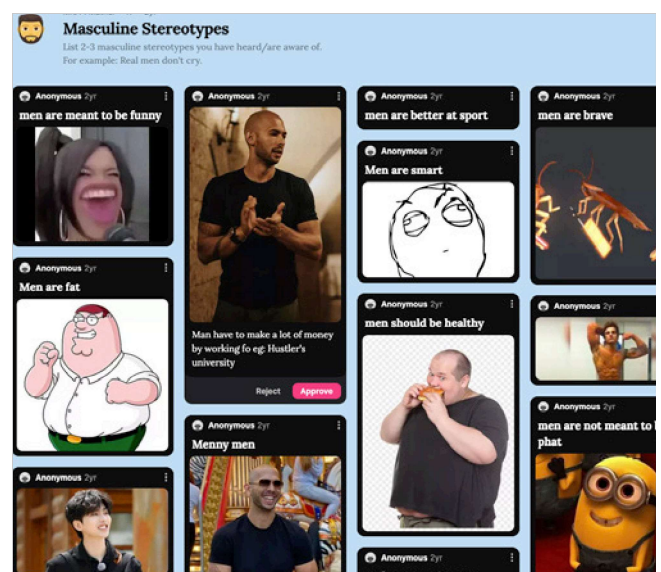 Masculine Stereotypes
List 2-3 masculine stereotypes you have heard/are aware of.
For example: Real men don't cry.
Anonymous 2yr
men are meant to be funny
Anonymous 2yr
Men are fat
Anonymous 2yr
Anonymous 2yr
Man have to make a lot of money
by working fo eg: Hustler's
university
Reject Approve
Anonymous 2yr
Menny men
Anonymous 2yr
men are better at sport
Anonymous 2yr
Men are smart
Anonymous 2yr
men should be healthy
Anonymous 2yr
Anonymous 2yr
men are brave
Anonymous 2yr
Anonymous 2yr
men are not meant to
phat